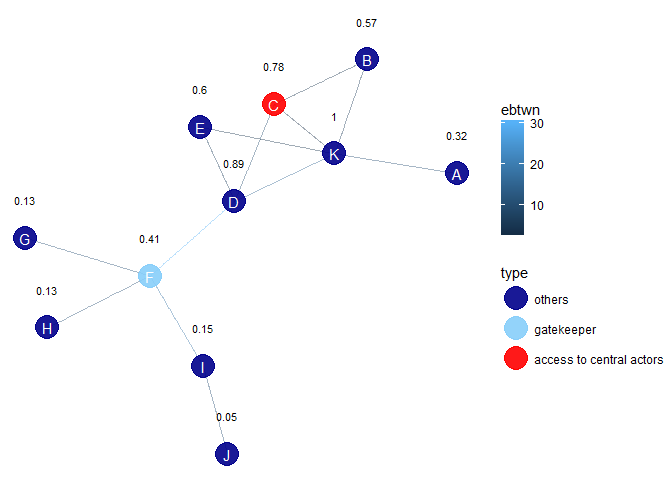 0.57
B
0.78
C
0.6
E
1
K
0.32
A
0.89
D
0.13
G
0.41
F
0.13
H
0.15
I
0.05
J
ebtwn
30
20
10
type
others
gatekeeper
access to central actors